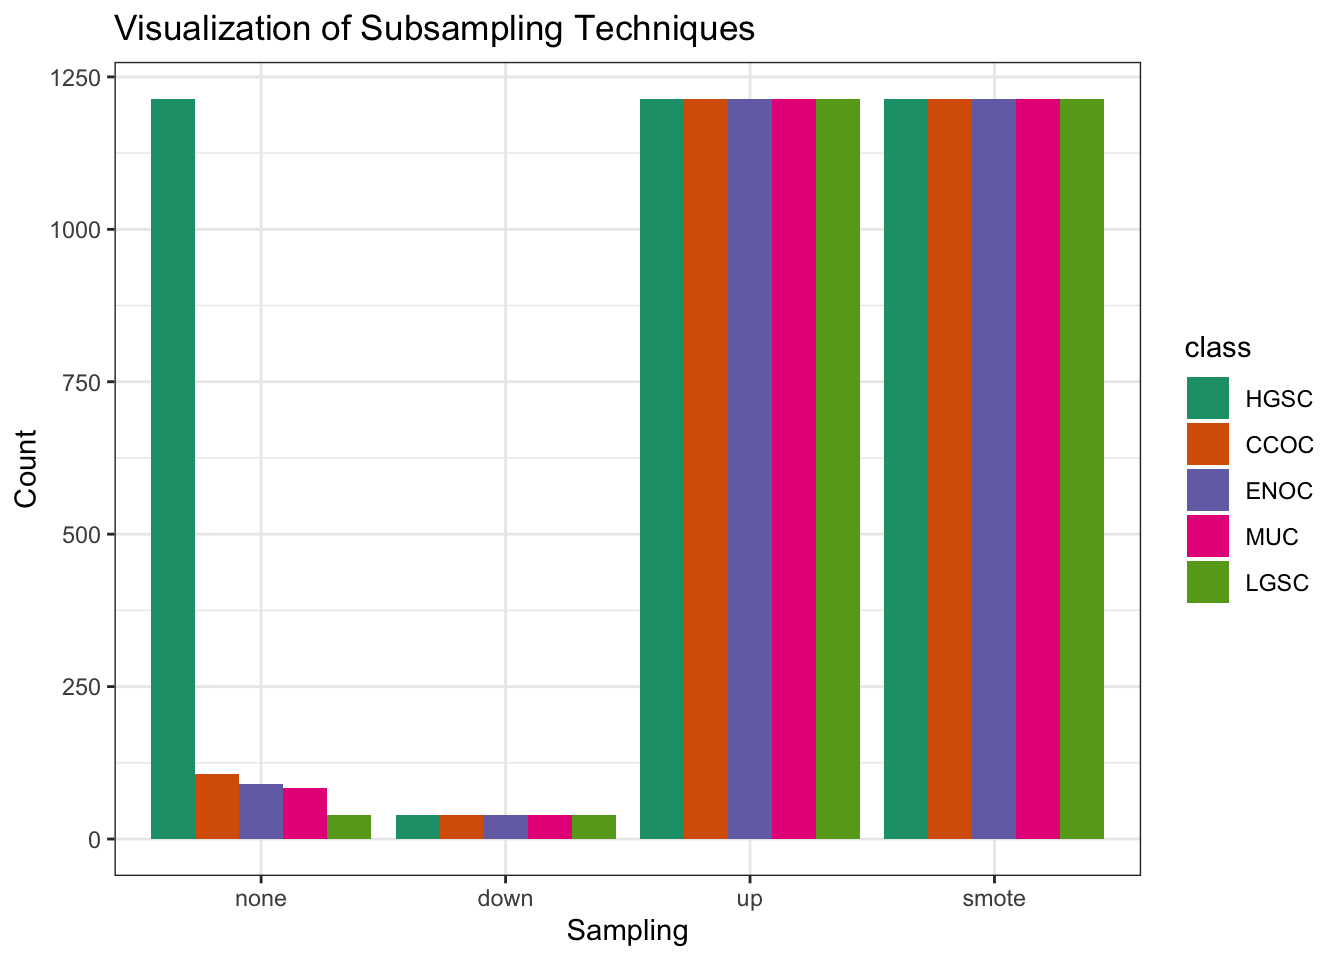 Visualization of Subsampling Techniques
1250
1000
750
500
250
0
Count
none down up smote
Sampling
class
HGSC
CCOC
ENOC
MUC
LGSC